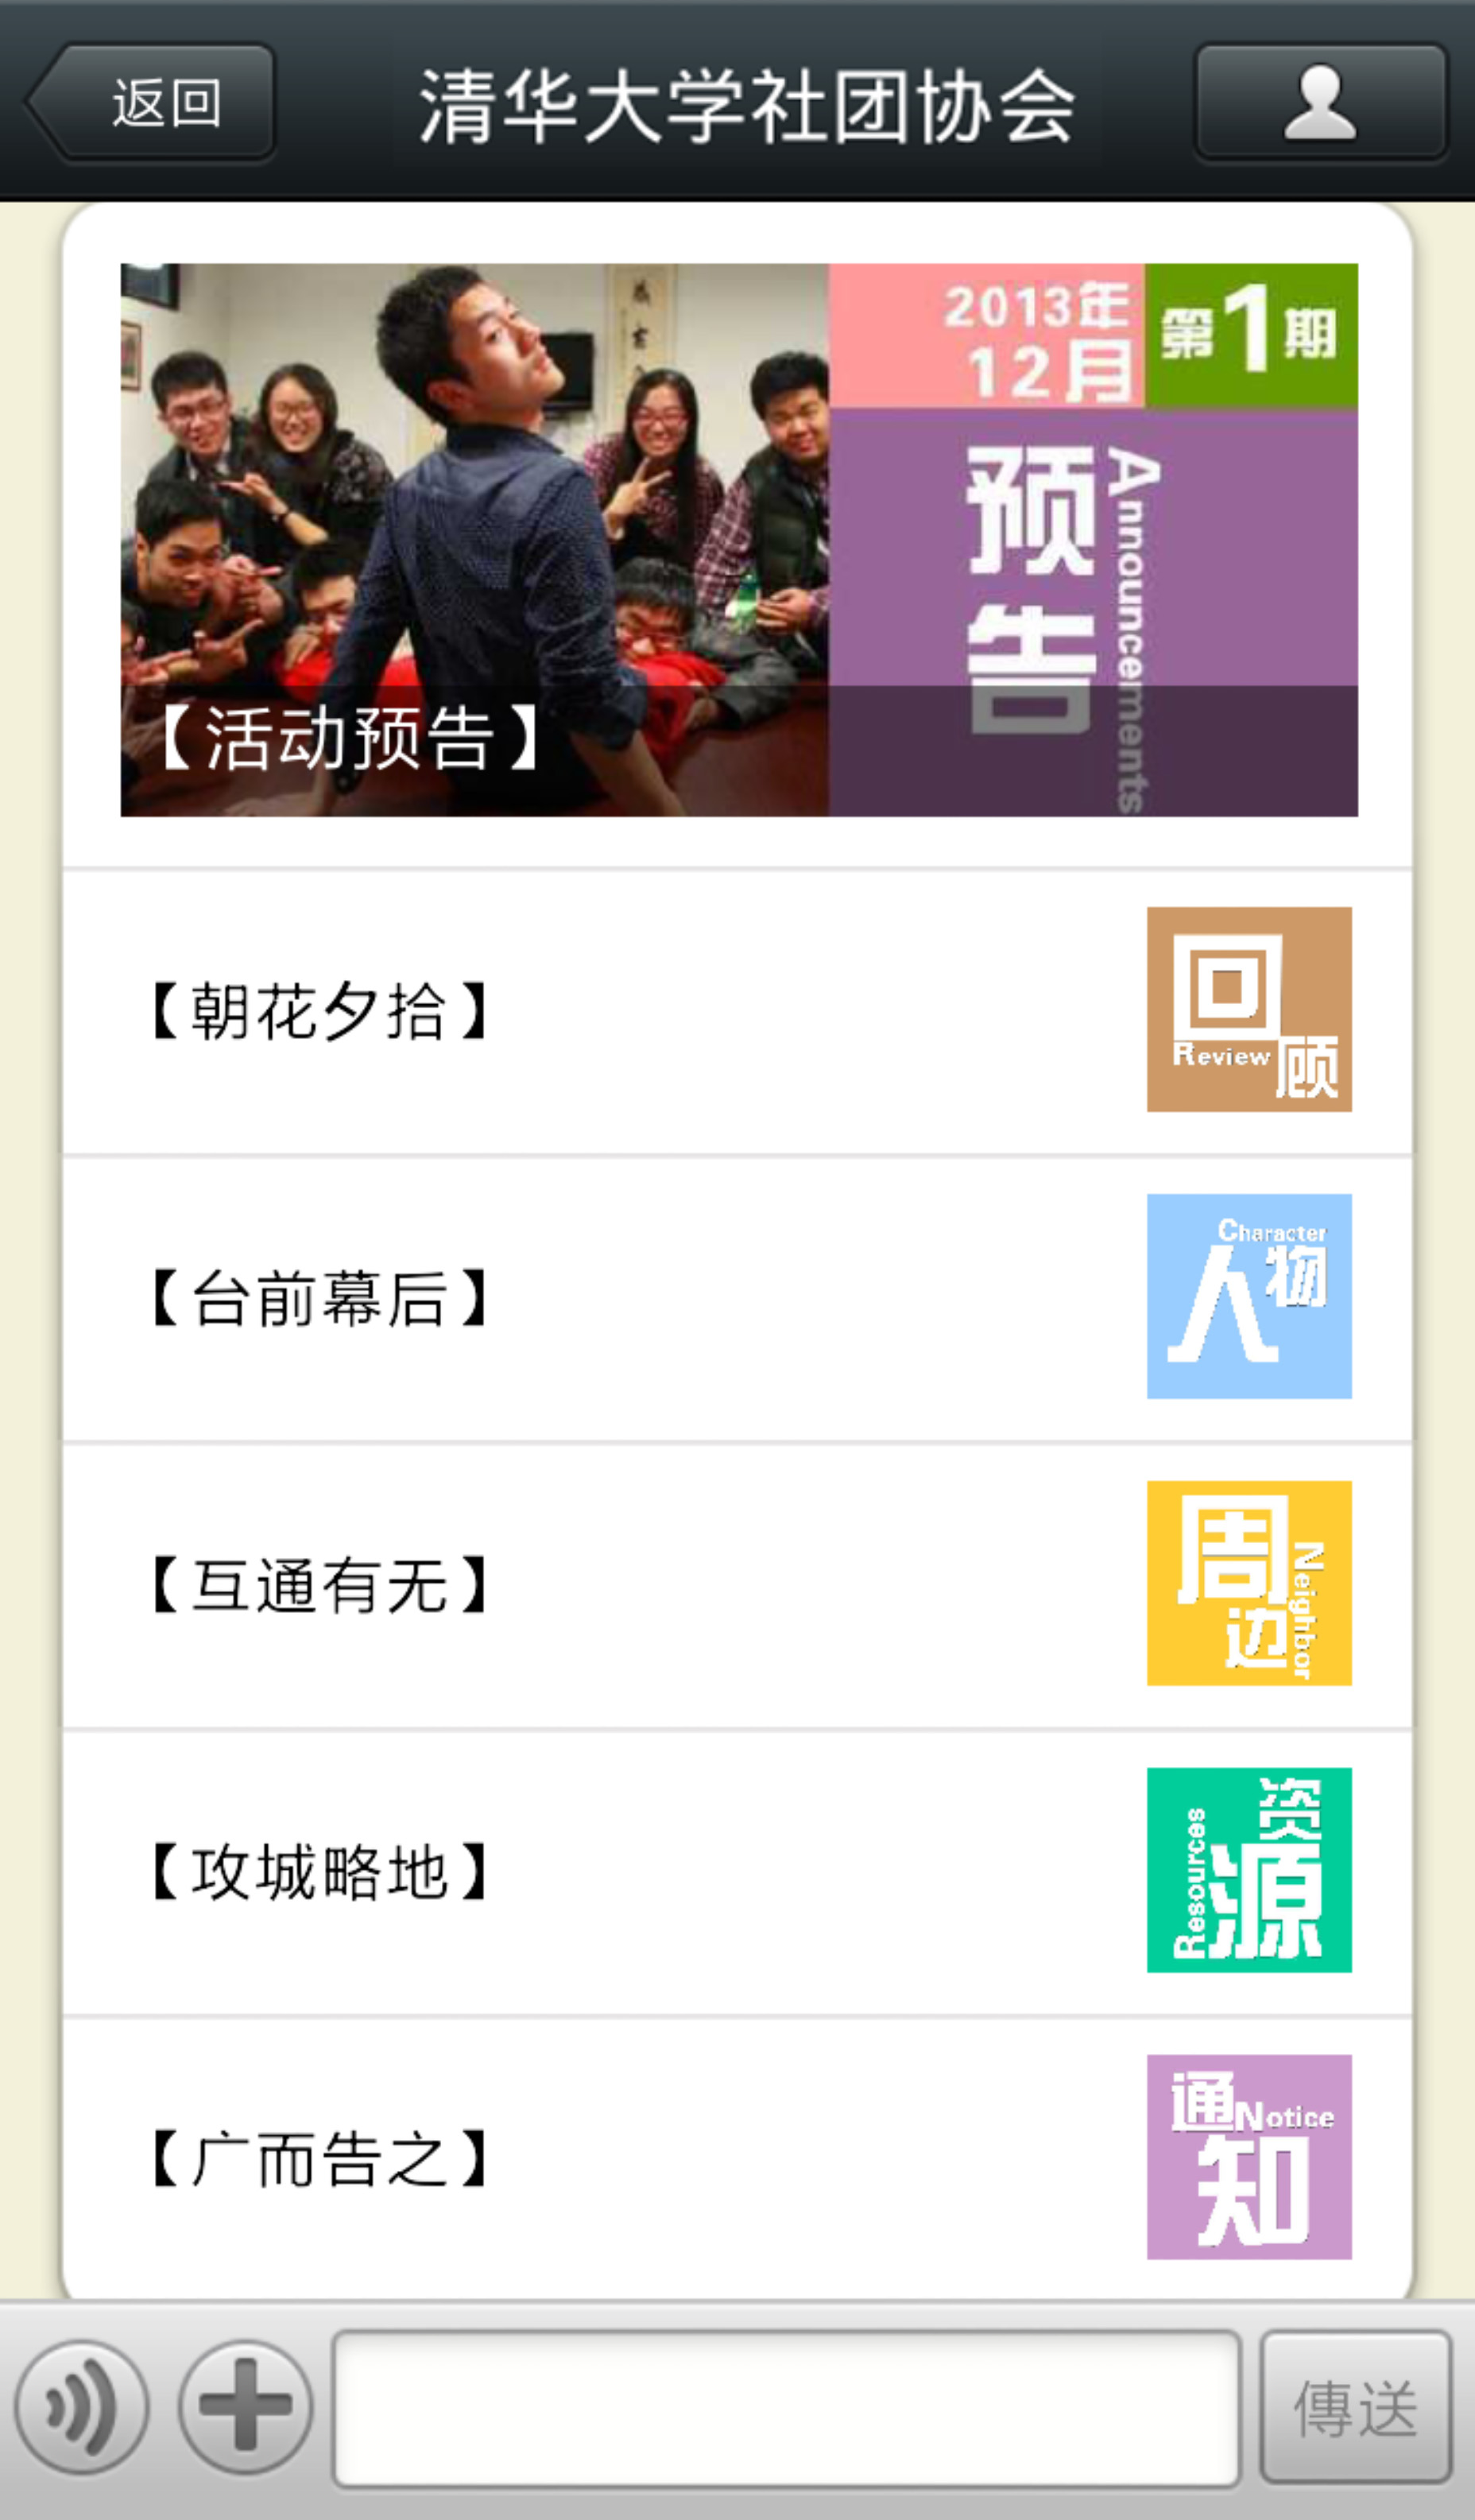 返回
清华大学社团协会
2013年
12月
第1期
预告
Announcements
【活动预告】
【朝花夕拾】
回顾
Review
【台前幕后】
Character
人物
【互通有无】
周边
Neighbor
【攻城略地】
资源
Resources
【广而告之】
通知
Notice
傳送